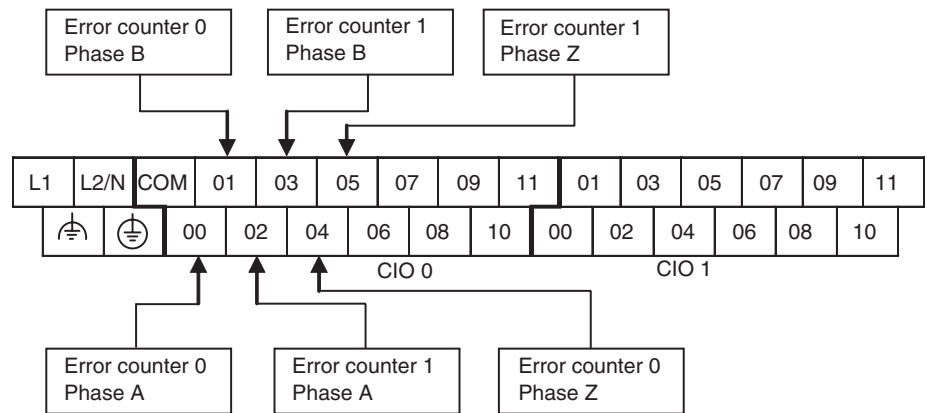 Error counter 0
Phase B
Error counter 1
Phase B
Error counter 1
Phase Z
L1 L2/N COM 01 03 05 07 09 11 01 03 05 07 09 11
00 02 04 06 08 10 00 02 04 06 08 10
CIO 0 CIO 1
Error counter 0
Phase A
Error counter 1
Phase A
Error counter 0
Phase Z